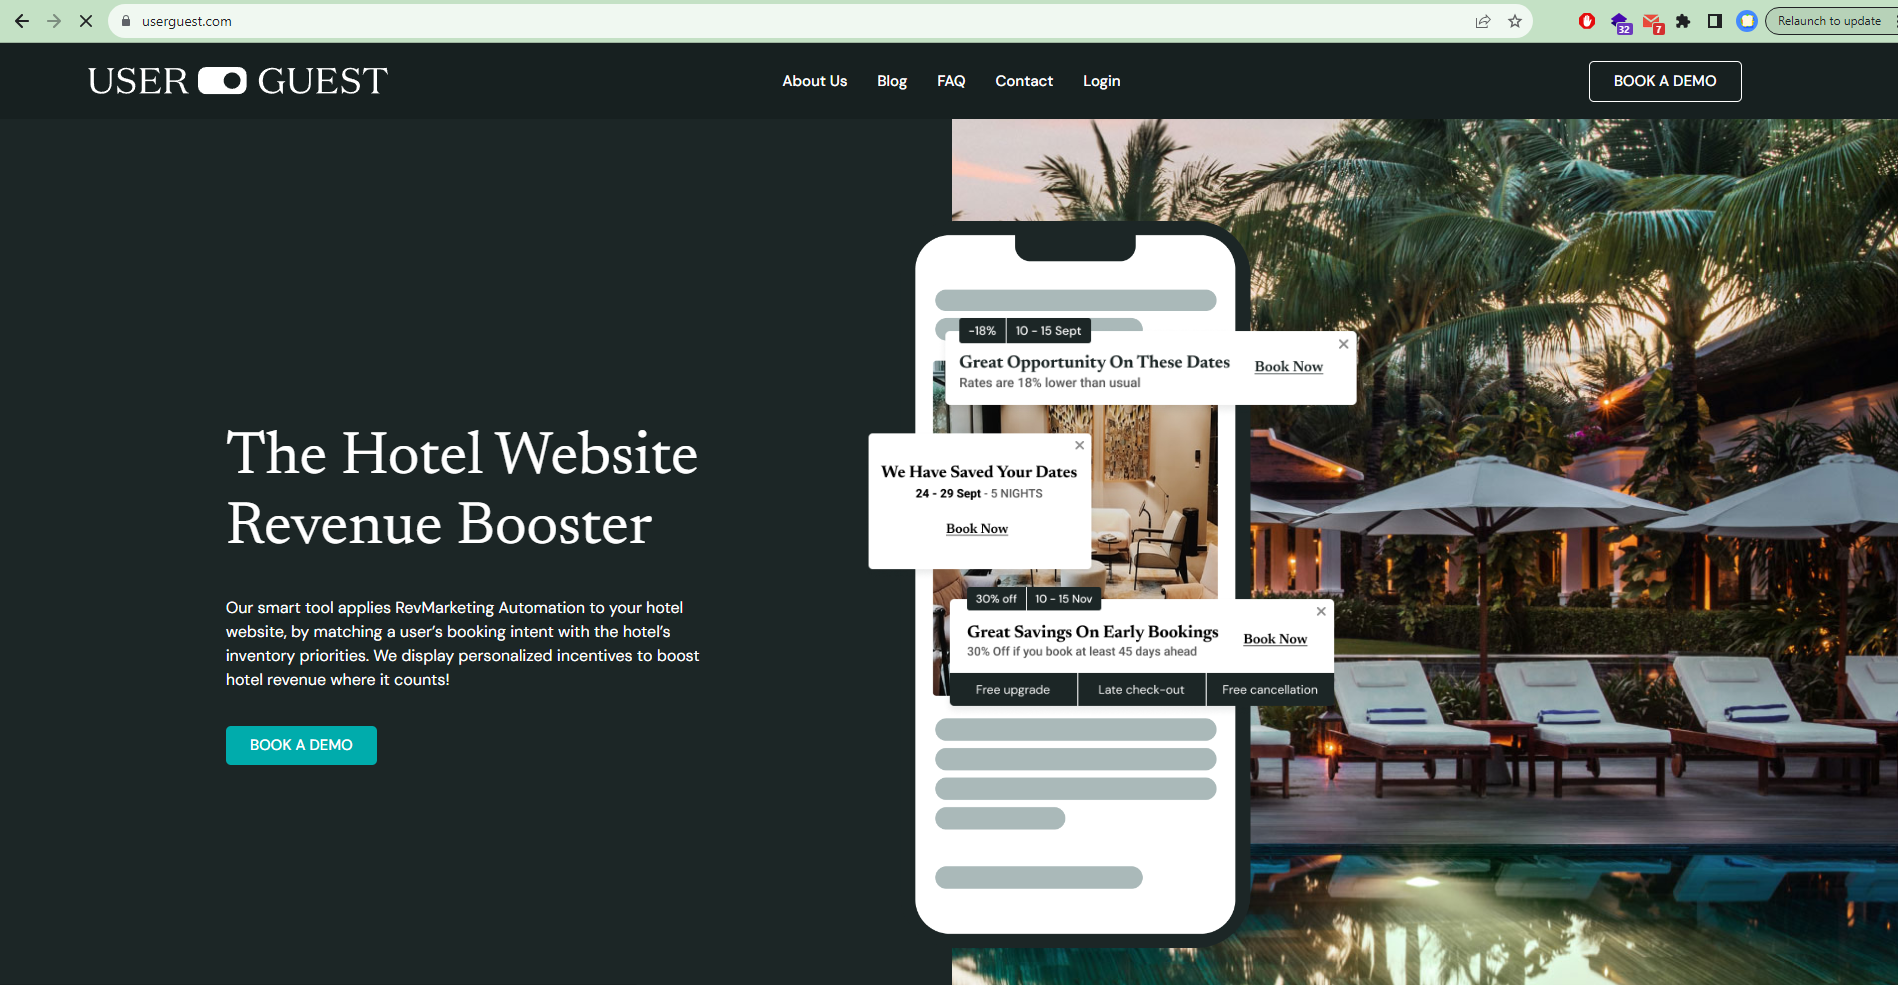 userguest.com
32
7
Relaunch to update
USER GUEST
About Us
Blog
FAQ
Contact
Login
BOOK A DEMO
The Hotel Website
Revenue Booster
Our smart tool applies RevMarketing Automation to your hotel
website, by matching a user’s booking intent with the hotel’s
inventory priorities. We display personalized incentives to boost
hotel revenue where it counts!
BOOK A DEMO
-18%
10 - 15 Sept
Great Opportunity On These Dates
Rates are 18% lower than usual
Book Now
We Have Saved Your Dates
24 - 29 Sept - 5 NIGHTS
Book Now
30% off
10 - 15 Nov
Great Savings On Early Bookings
30% Off if you book at least 45 days ahead
Book Now
Free upgrade
Late check-out
Free cancellation